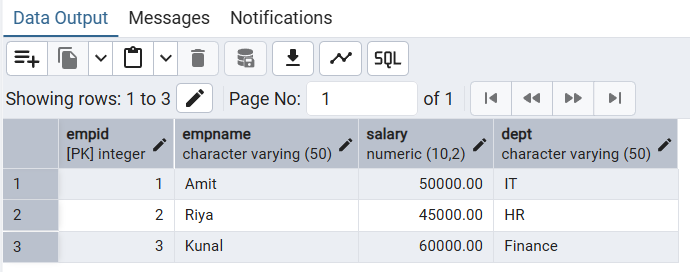 Data Output Messages Notifications
SQL
Showing rows: 1 to 3 Page No: 1 of 1
empid empname salary dept
[PK] integer character varying (50) numeric (10,2) character varying (50)
1 1 Amit 50000.00 IT
2 2 Riya 45000.00 HR
3 3 Kunal 60000.00 Finance